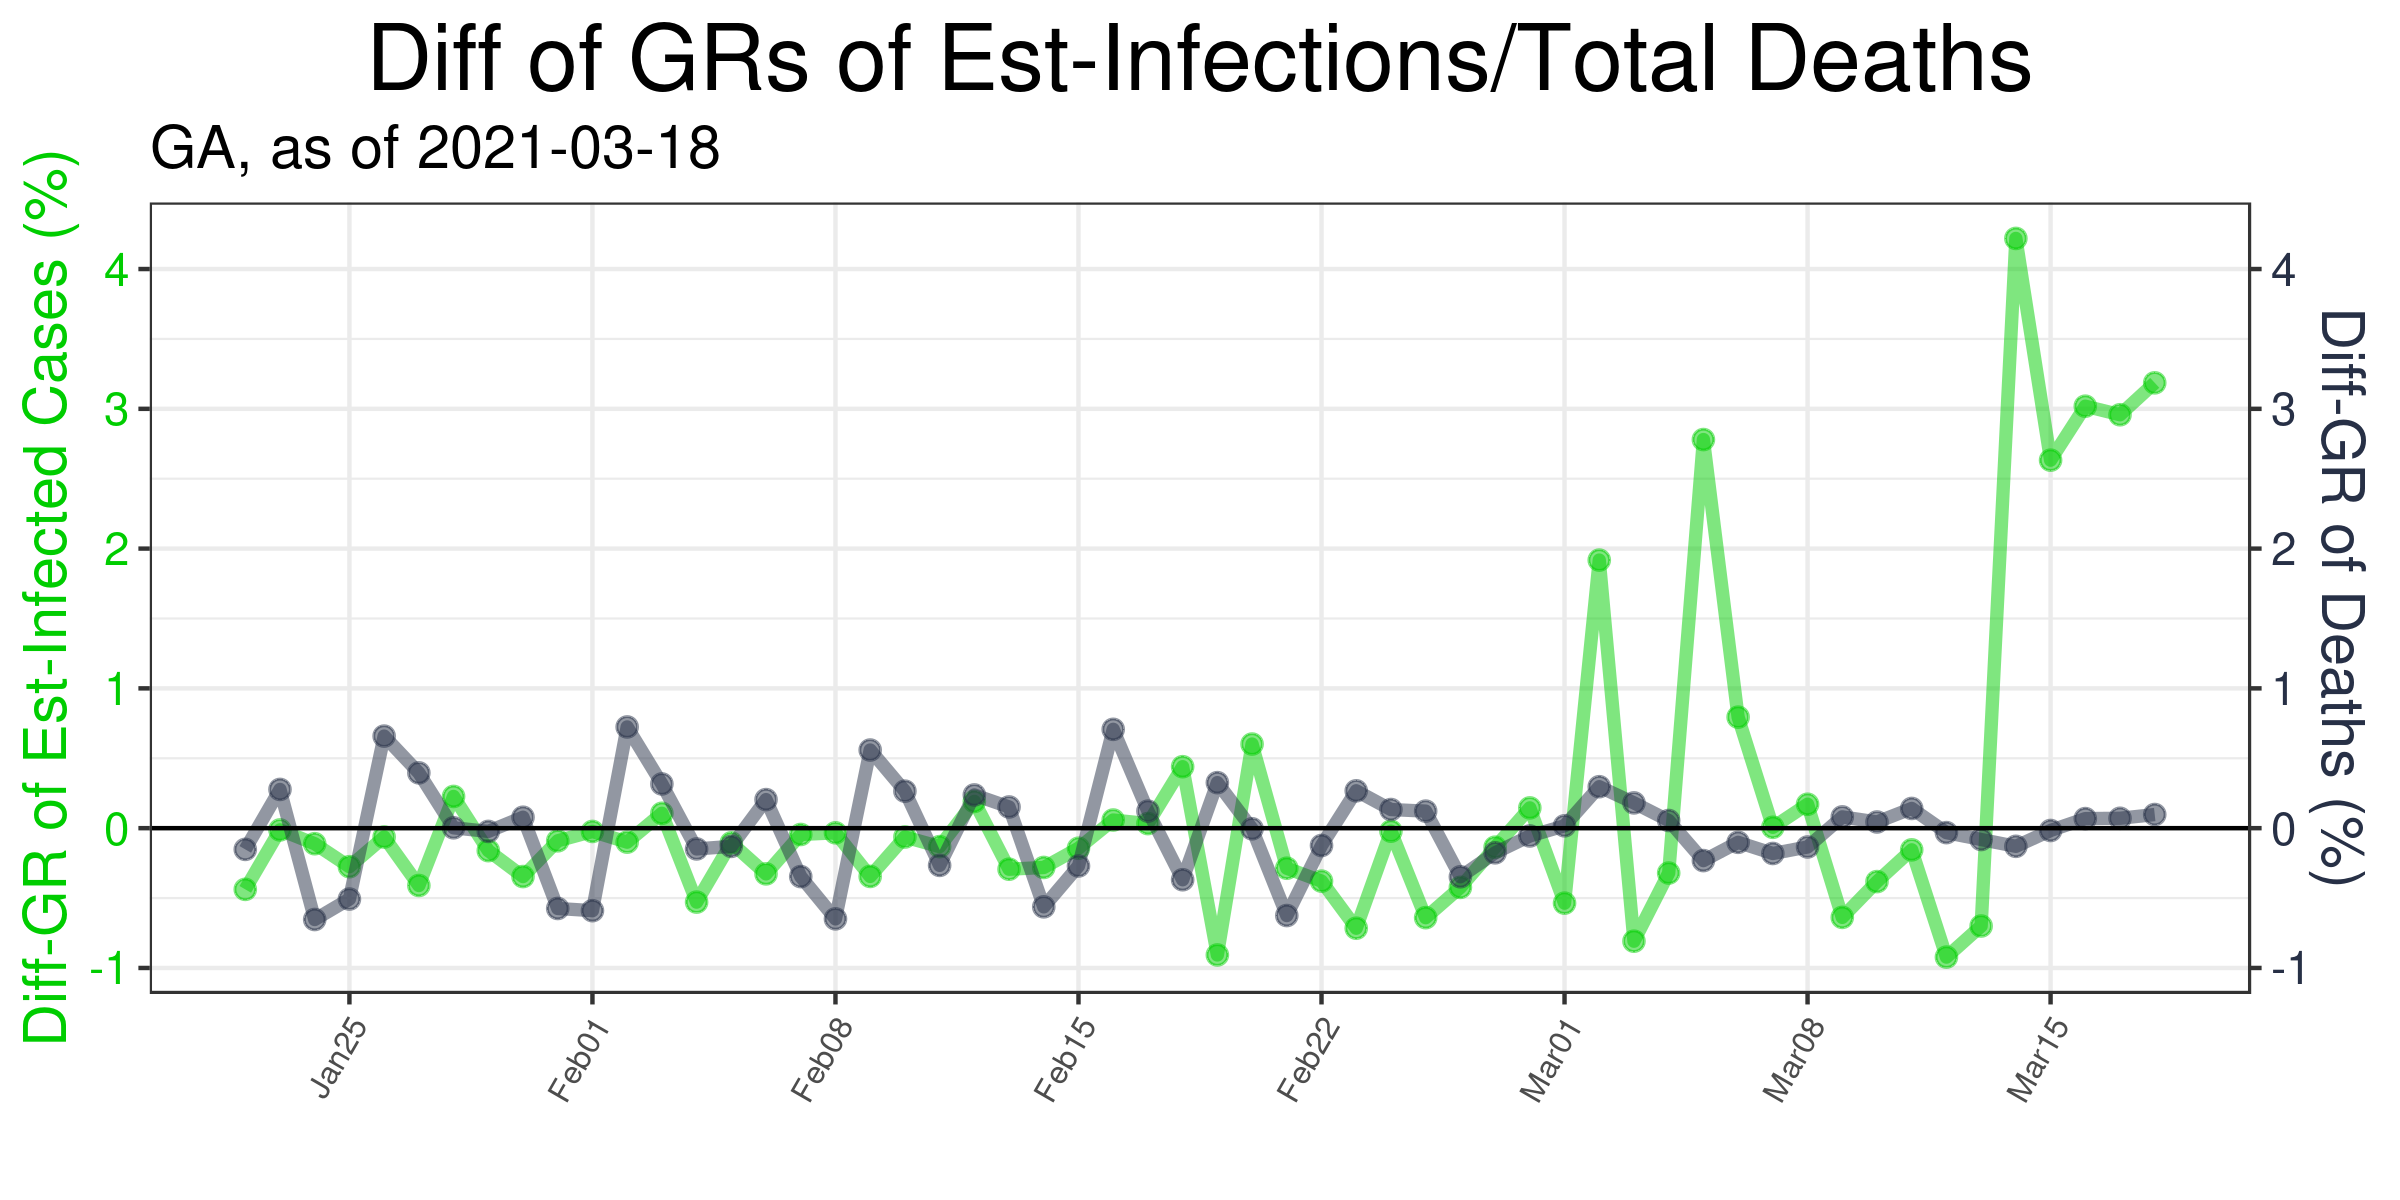 Diff of GRs of Est-Infections/Total Deaths
GA, as of 2021-03-18
Diff-GR of Est-Infected Cases (%)
4
3
2
1
0
-1
4
3
2
1
0
-1
Diff-GR of Deaths (%)
Jan25
Feb01
Feb08
Feb15
Feb22
Mar01
Mar08
Mar15